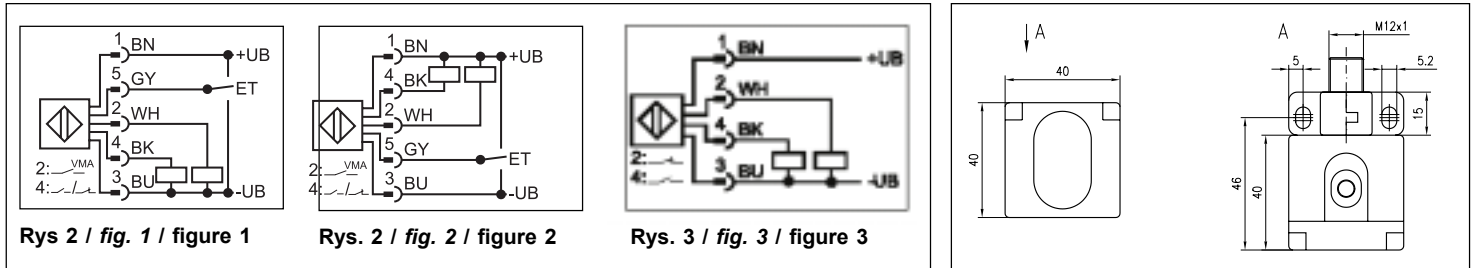 1 BN +UB
5 GY ET
2 WH
4 BK
2: VMA
4:
3 BU -UB
Rys 2 / fig. 1 / figure 1
1 BN +UB
4 BK
2 WH
5 GY ET
2: VMA
4:
3 BU -UB
Rys. 2 / fig. 2 / figure 2
1 BN +UB
2 WH
4 BK
2:
4:
3 BU -UB
Rys. 3 / fig. 3 / figure 3
A
40
40
A
M12x1
5
5.2
15
46
40